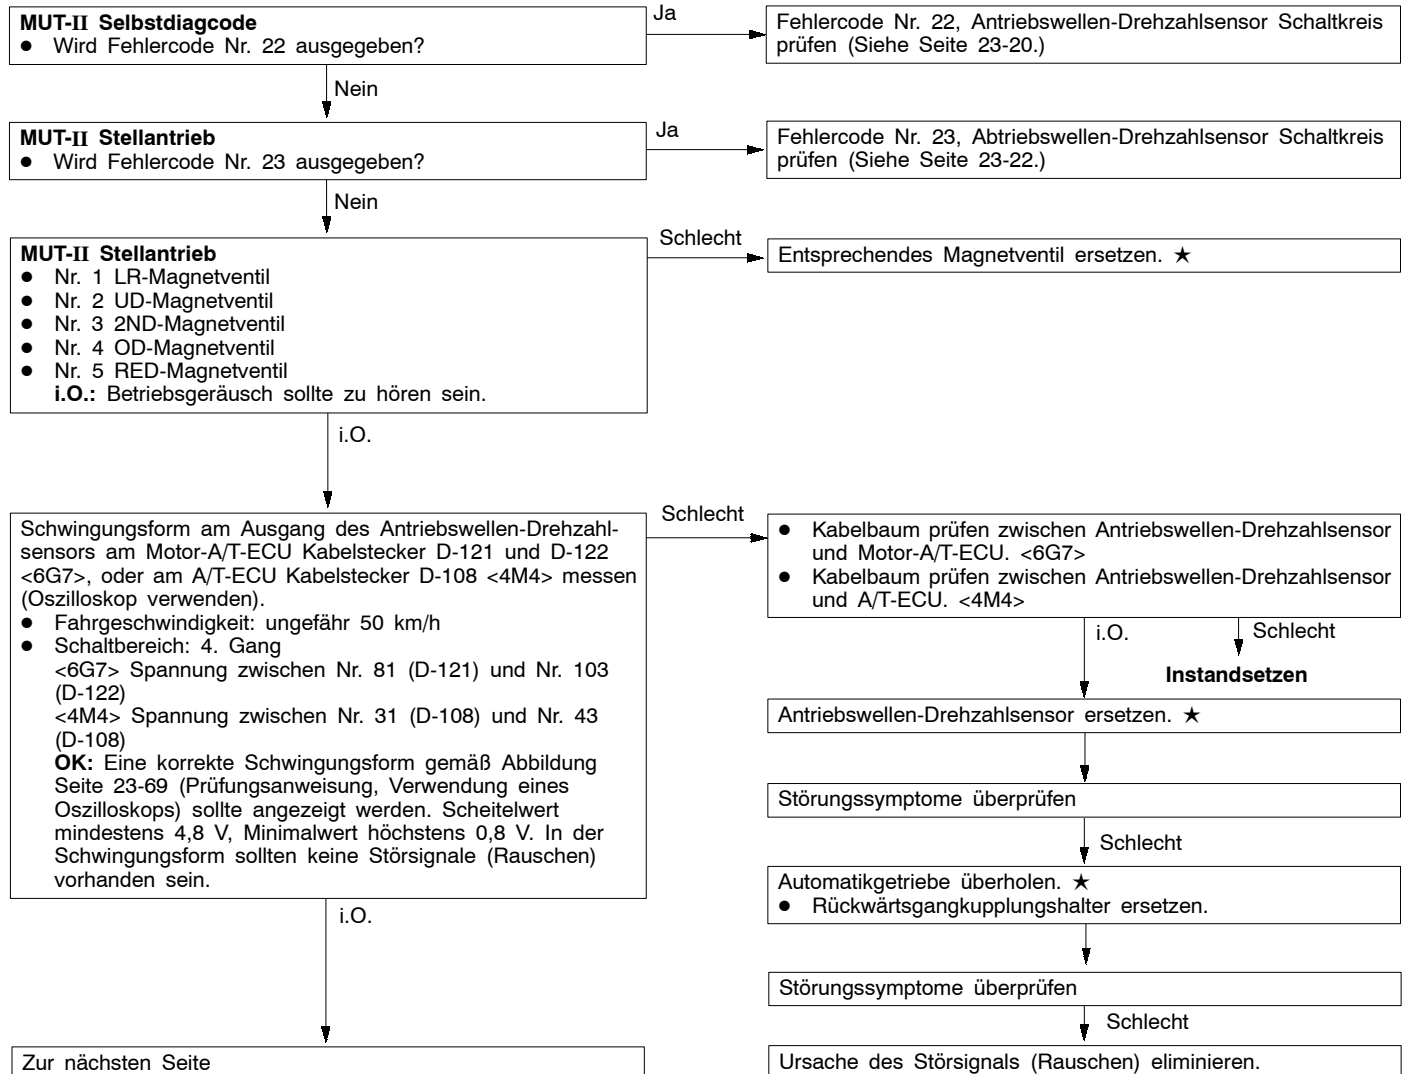 MUT-II Selbstdiagcode
● Wird Fehlercode Nr. 22 ausgegeben?
Ja
Fehlercode Nr. 22, Antriebswellen-Drehzahlsensor Schaltkreis
prüfen (Siehe Seite 23-20.)
Nein
MUT-II Stellantrieb
● Wird Fehlercode Nr. 23 ausgegeben?
Ja
Fehlercode Nr. 23, Abtriebswellen-Drehzahlsensor Schaltkreis
prüfen (Siehe Seite 23-22.)
Nein
MUT-II Stellantrieb
● Nr. 1 LR-Magnetventil
● Nr. 2 UD-Magnetventil
● Nr. 3 2ND-Magnetventil
● Nr. 4 OD-Magnetventil
● Nr. 5 RED-Magnetventil
i.O.: Betriebsgeräusch sollte zu hören sein.
Schlecht
Entsprechendes Magnetventil ersetzen. ★
i.O.
Schwingungsform am Ausgang des Antriebswellen-Drehzahl-
sensors am Motor-A/T-ECU Kabelstecker D-121 und D-122
<6G7>, oder am A/T-ECU Kabelstecker D-108 <4M4> messen
(Oszilloskop verwenden).
● Fahrgeschwindigkeit: ungefähr 50 km/h
● Schaltbereich: 4. Gang
<6G7> Spannung zwischen Nr. 81 (D-121) und Nr. 103
(D-122)
<4M4> Spannung zwischen Nr. 31 (D-108) und Nr. 43
(D-108)
OK: Eine korrekte Schwingungsform gemäß Abbildung
Seite 23-69 (Prüfungsanweisung, Verwendung eines
Oszilloskops) sollte angezeigt werden. Scheitelwert
mindestens 4,8 V, Minimalwert höchstens 0,8 V. In der
Schwingungsform sollten keine Störsignale (Rauschen)
vorhanden sein.
Schlecht
● Kabelbaum prüfen zwischen Antriebswellen-Drehzahlsensor
und Motor-A/T-ECU. <6G7>
● Kabelbaum prüfen zwischen Antriebswellen-Drehzahlsensor
und A/T-ECU. <4M4>
i.O.
Schlecht
Instandsetzen
Antriebswellen-Drehzahlsensor ersetzen. ★
Störungssymptome überprüfen
Schlecht
Automatikgetriebe überholen. ★
● Rückwärtsgangkupplungshalter ersetzen.
Störungssymptome überprüfen
Schlecht
Ursache des Störsignals (Rauschen) eliminieren.
i.O.
Zur nächsten Seite